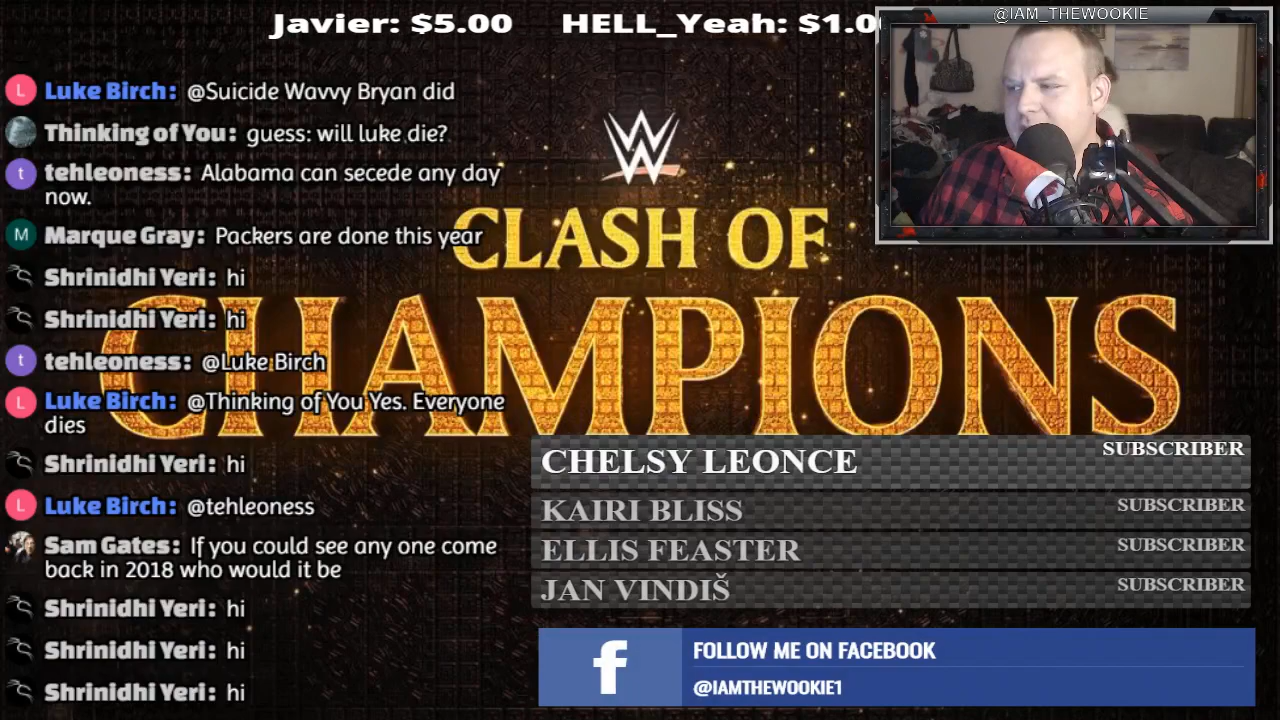 Javier: $5.00 HELL_Yeah: $1.0
@IAM_THEWOOKIE
L Luke Birch: @Suicide Wavvy Bryan did
Thinking of You: guess: will luke die?
t tehleoness: Alabama can secede any day
now.
M Marque Gray: Packers are done this year
Shrinidhi Yeri: hi
Shrinidhi Yeri: hi
t tehleoness: @Luke Birch
L Luke Birch: @Thinking of You Yes. Everyone
dies
Shrinidhi Yeri: hi
L Luke Birch: @tehleoness
Sam Gates: If you could see any one come
back in 2018 who would it be
Shrinidhi Yeri: hi
Shrinidhi Yeri: hi
Shrinidhi Yeri: hi
W
CLASH OF
CHAMPIONS
CHELSY LEONCE SUBSCRIBER
KAIRI BLISS SUBSCRIBER
ELLIS FEASTER SUBSCRIBER
JAN VINDIŠ SUBSCRIBER
f FOLLOW ME ON FACEBOOK
@IAMTHEWOOKIE1